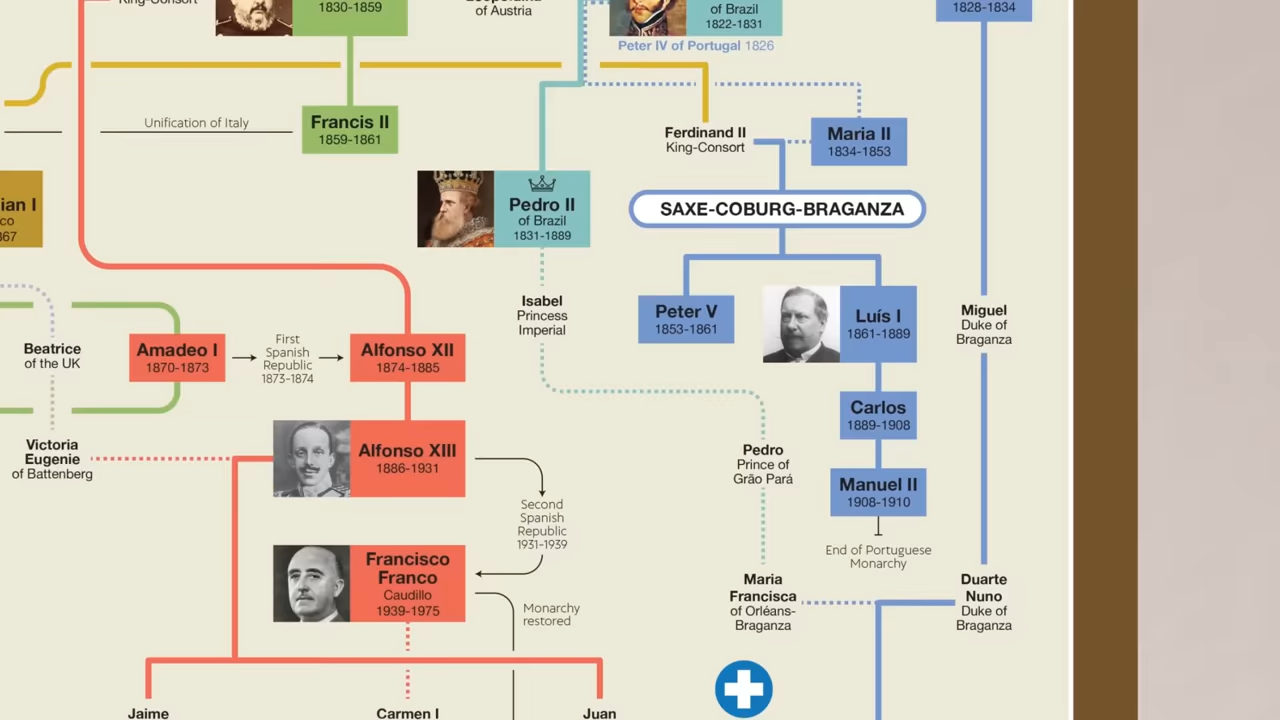 King-Consort
1830-1859
of Austria
of Brazil
1822-1831
Peter IV of Portugal 1826
1828-1834
Unification of Italy
Francis II
1859-1861
Ferdinand II
King-Consort
Maria II
1834-1853
ian I
co
867
Pedro II
of Brazil
1831-1889
SAXE-COBURG-BRAGANZA
Isabel
Princess
Imperial
Peter V
1853-1861
Luís I
1861-1889
Miguel
Duke of
Braganza
Beatrice
of the UK
Amadeo I
1870-1873
First
Spanish
Republic
1873-1874
Alfonso XII
1874-1885
Carlos
1889-1908
Victoria
Eugenie
of Battenberg
Alfonso XIII
1886-1931
Pedro
Prince of
Grão Pará
Manuel II
1908-1910
Second
Spanish
Republic
1931-1939
End of Portuguese
Monarchy
Francisco
Franco
Caudillo
1939-1975
Monarchy
restored
Maria
Francisca
of Orléans-
Braganza
Duarte
Nuno
Duke of
Braganza
Jaime
Carmen I
Juan